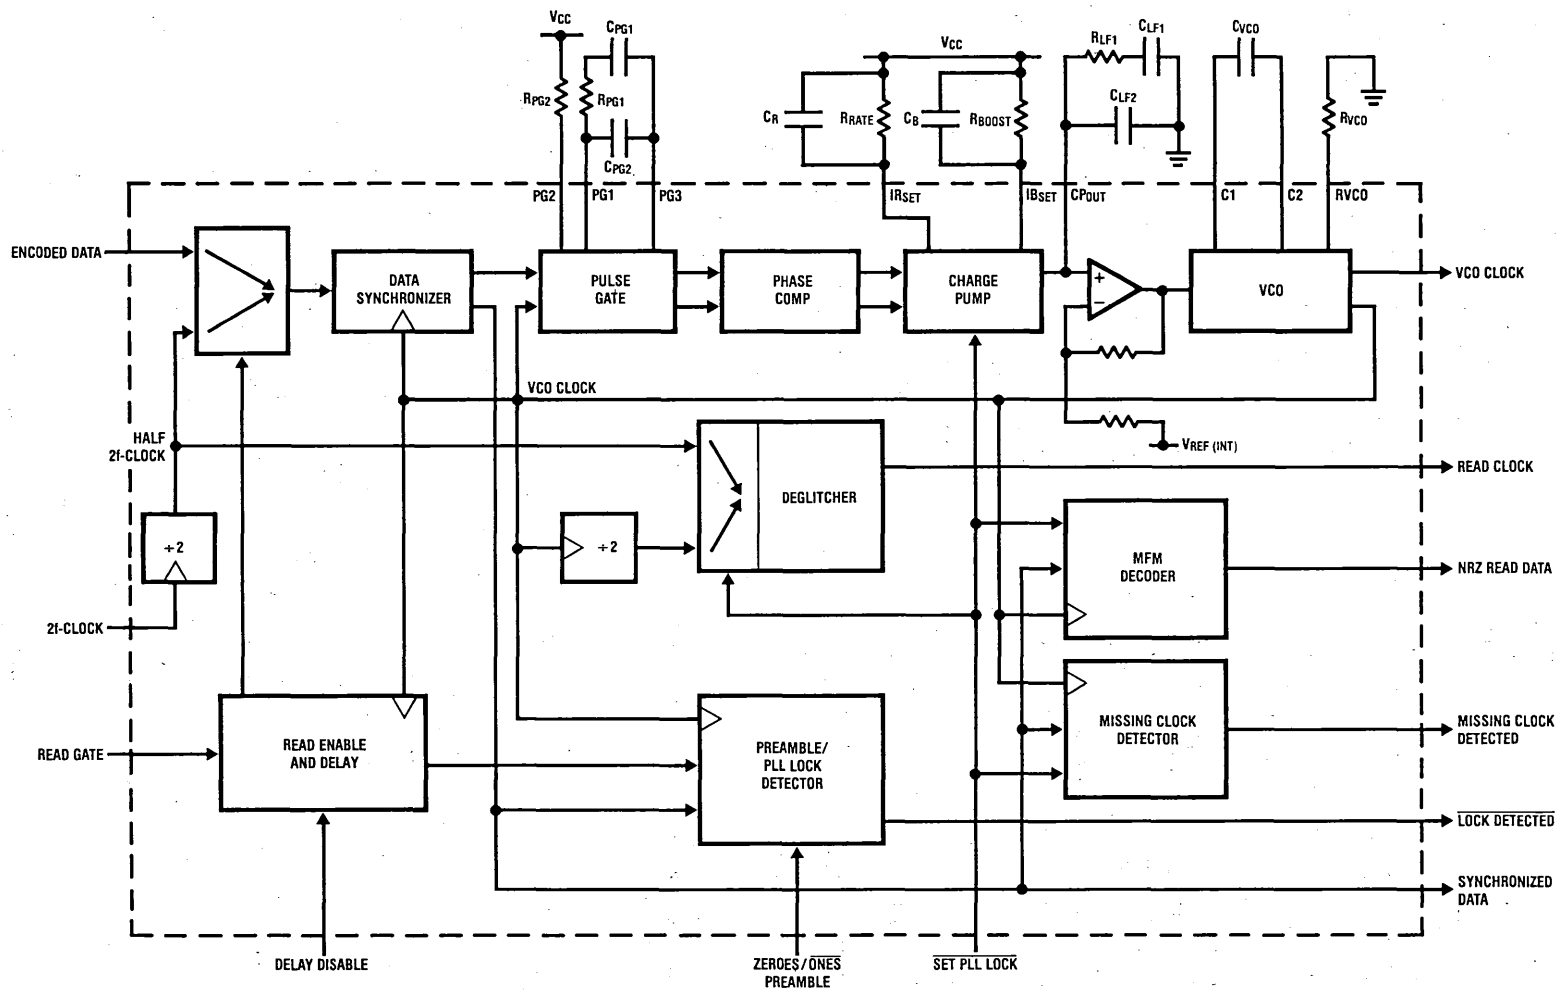 VCC
CPG1
RPG2
RPG1
CPG2
VCC
CR
RRATE
CB
RBOOST
RLF1
CLF1
CLF2
CVCO
RVCO
PG2
PG1
PG3
IRSET
IBSET
CPOUT
C1
C2
RVCO
ENCODED DATA
DATA
SYNCHRONIZER
PULSE
GATE
PHASE
COMP
CHARGE
PUMP
+
−
VCO
VCO CLOCK
VCO CLOCK
HALF
2f-CLOCK
VREF (INT)
DEGLITCHER
READ CLOCK
÷2
÷2
MFM
DECODER
NRZ READ DATA
2f-CLOCK
READ GATE
READ ENABLE
AND DELAY
PREAMBLE/
PLL LOCK
DETECTOR
MISSING CLOCK
DETECTOR
MISSING CLOCK
DETECTED
LOCK DETECTED
SYNCHRONIZED
DATA
DELAY DISABLE
ZEROES/ONES
PREAMBLE
SET PLL LOCK